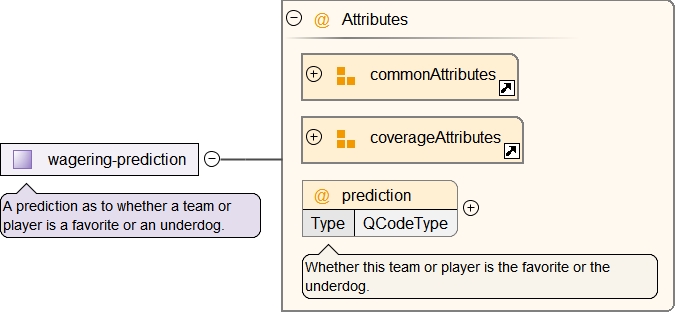 @ Attributes
commonAttributes
coverageAttributes
wagering-prediction
A prediction as to whether a team or
player is a favorite or an underdog.
@ prediction
Type QCodeType
Whether this team or player is the favorite or the
underdog.